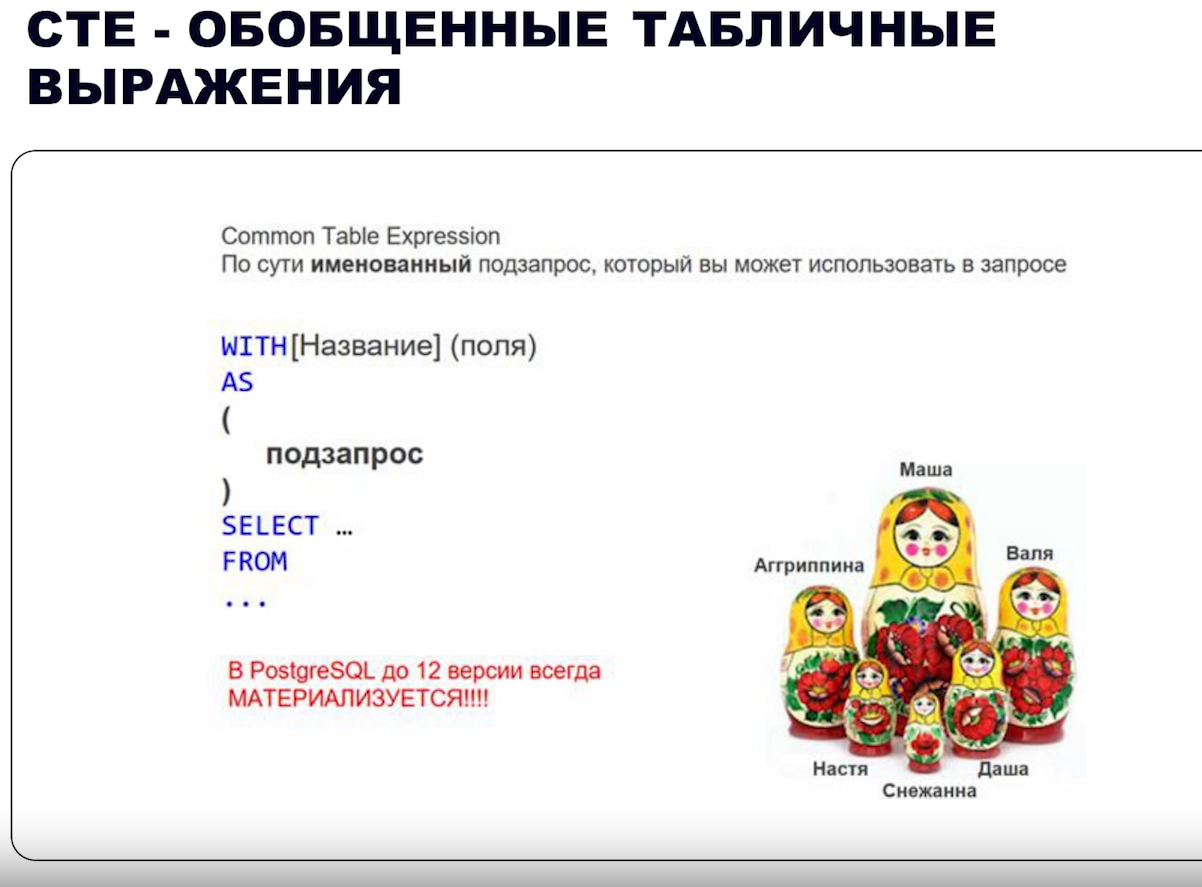 СТЕ - ОБОБЩЕННЫЕ ТАБЛИЧНЫЕ
ВЫРАЖЕНИЯ
Common Table Expression
По сути именованный подзапрос, который вы может использовать в запросе
WITH[Название] (поля)
AS
(
подзапрос
)
SELECT …
FROM
...
В PostgreSQL до 12 версии всегда
МАТЕРИАЛИЗУЕТСЯ!!!!
Маша
Аггриппина
Валя
Настя
Даша
Снежанна